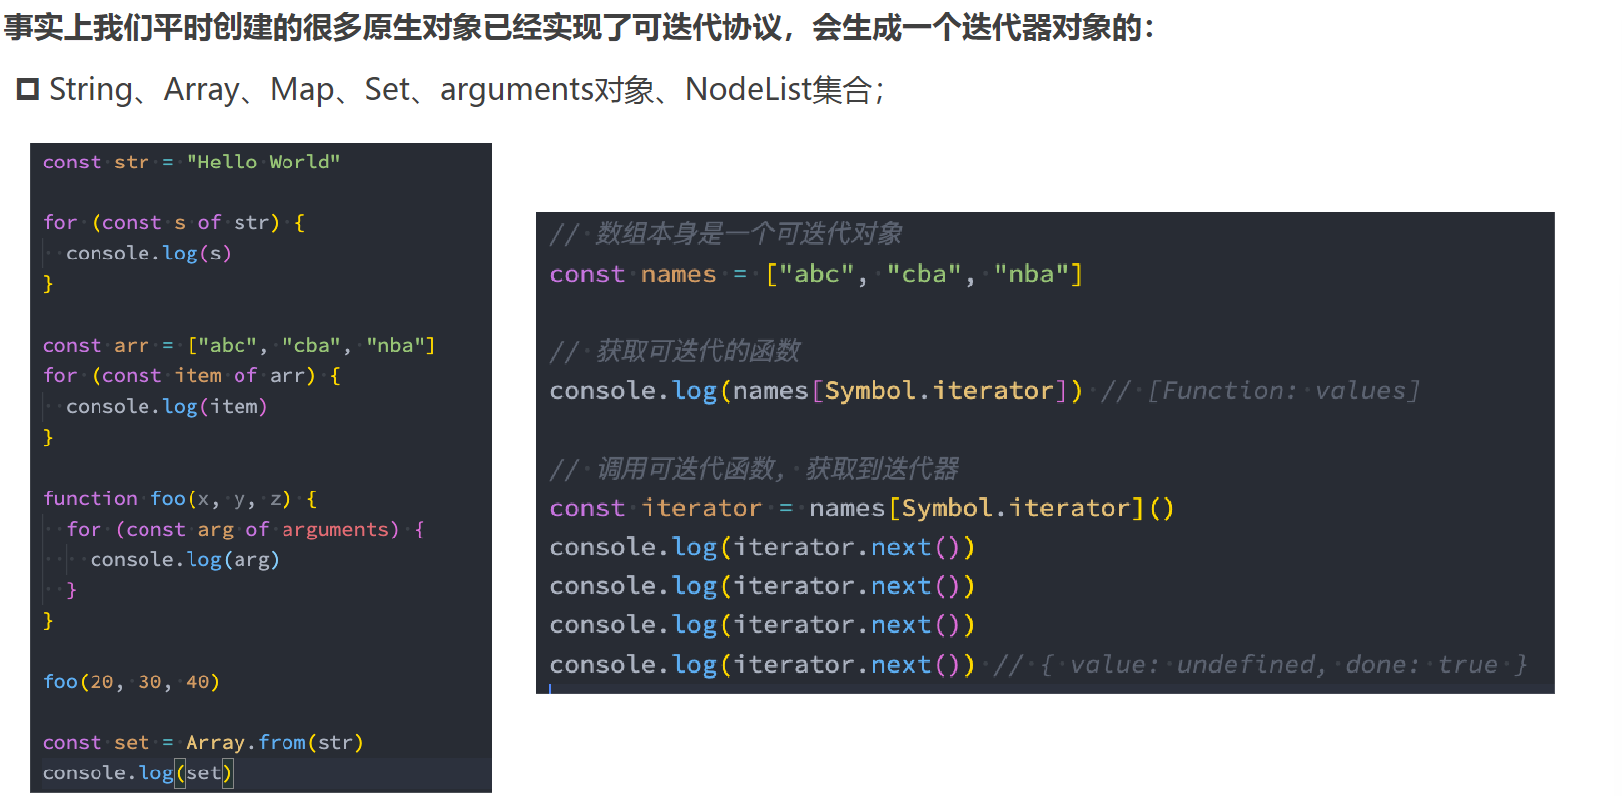 事实上我们平时创建的很多原生对象已经实现了可迭代协议，会生成一个迭代器对象的：
String、Array、Map、Set、arguments对象、NodeList集合；
const str = "Hello World"
for (const s of str) {
  console.log(s)
}
const arr = ["abc", "cba", "nba"]
for (const item of arr) {
  console.log(item)
}
function foo(x, y, z) {
  for (const arg of arguments) {
    console.log(arg)
  }
}
foo(20, 30, 40)
const set = Array.from(str)
console.log(set)
// 数组本身是一个可迭代对象
const names = ["abc", "cba", "nba"]
// 获取可迭代的函数
console.log(names[Symbol.iterator]) // [Function: values]
// 调用可迭代函数, 获取到迭代器
const iterator = names[Symbol.iterator]()
console.log(iterator.next())
console.log(iterator.next())
console.log(iterator.next())
console.log(iterator.next()) // { value: undefined, done: true }